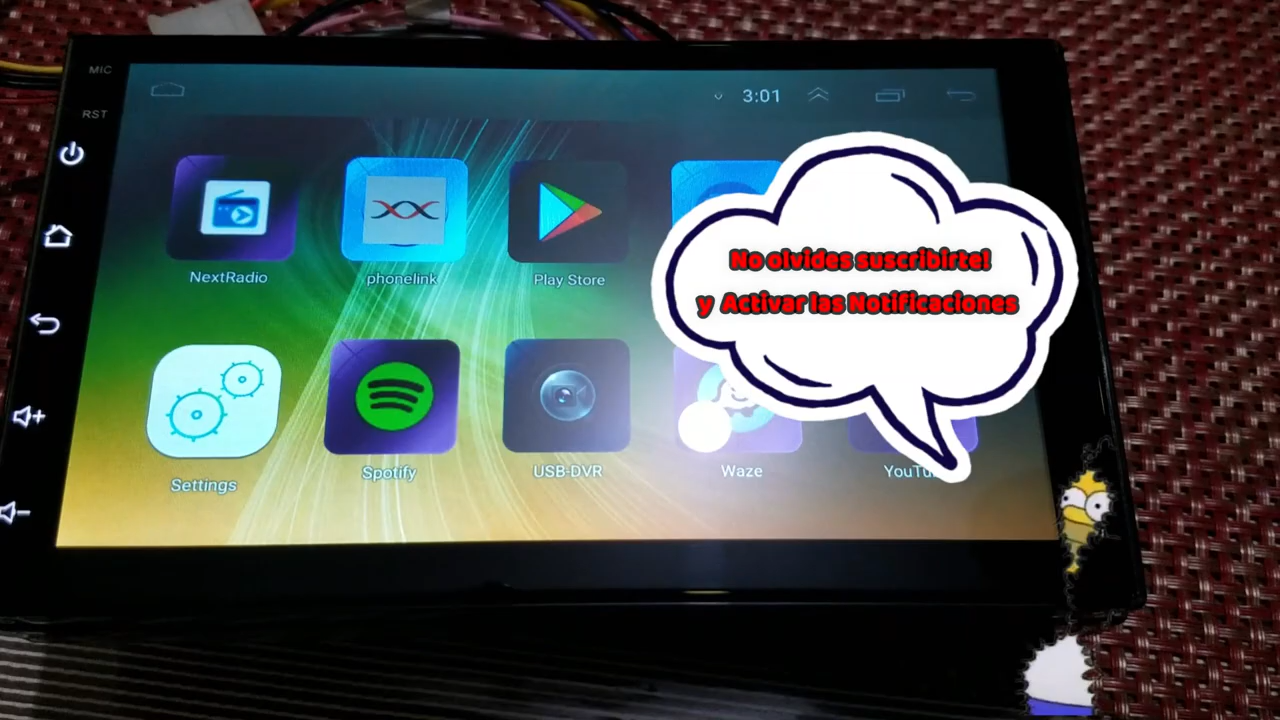 MIC
RST
3:01
NextRadio
phonelink
Play Store
No olvides suscribirte!
y Activar las Notificaciones
Settings
Spotify
USB-DVR
Waze